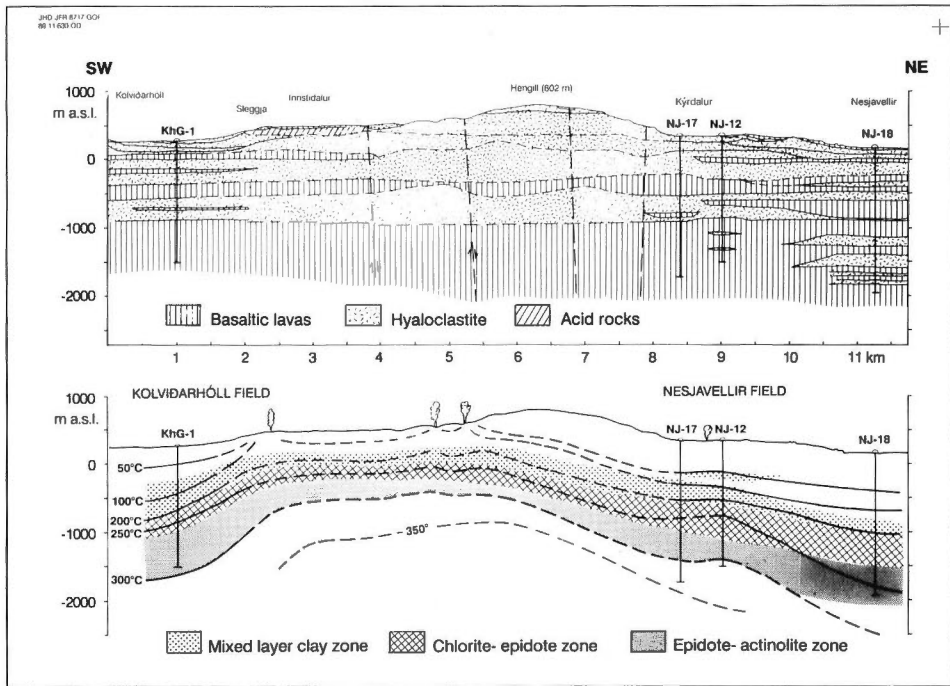 JHD JFR 8717 GOF
89 11 630 OD
SW
NE
1000
m a.s.l.
0
-1000
-2000
Kolviðarhóll
Sleggja
Innstidalur
Hengill (802 m)
Kýrdalur
Nesjavellir
KhG-1
NJ-17
NJ-12
NJ-18
Basaltic lavas
Hyaloclastite
Acid rocks
1 2 3 4 5 6 7 8 9 10 11 km
KOLVIÐARHÓLL FIELD
NESJAVELLIR FIELD
1000
m a.s.l.
0
-1000
-2000
KhG-1
NJ-17
NJ-12
NJ-18
50°C
100°C
200°C
250°C
300°C
350°
Mixed layer clay zone
Chlorite- epidote zone
Epidote- actinolite zone